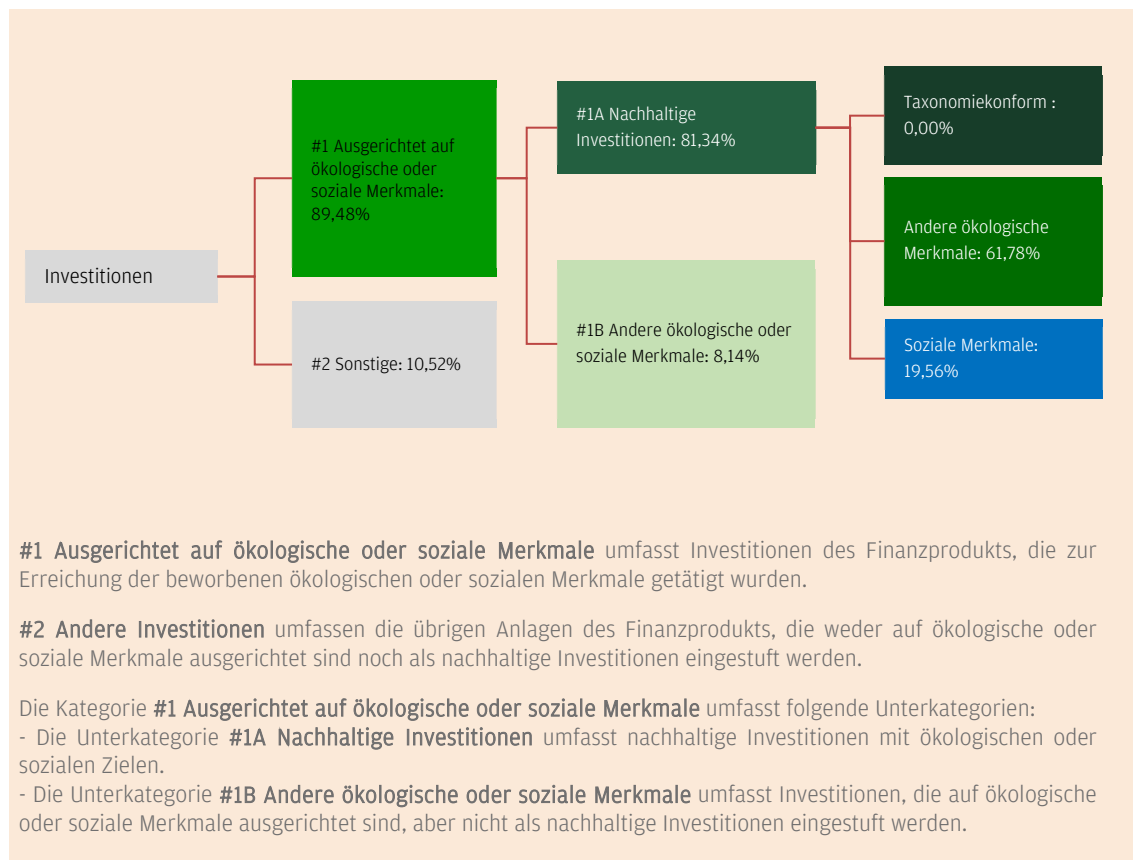 Investitionen
#1 Ausgerichtet auf
ökologische oder
soziale Merkmale:
89,48%
#2 Sonstige: 10,52%
#1A Nachhaltige
Investitionen: 81,34%
#1B Andere ökologische oder
soziale Merkmale: 8,14%
Taxonomiekonform :
0,00%
Andere ökologische
Merkmale: 61,78%
Soziale Merkmale:
19,56%
#1 Ausgerichtet auf ökologische oder soziale Merkmale umfasst Investitionen des Finanzprodukts, die zur
Erreichung der beworbenen ökologischen oder sozialen Merkmale getätigt wurden.
#2 Andere Investitionen umfassen die übrigen Anlagen des Finanzprodukts, die weder auf ökologische oder
soziale Merkmale ausgerichtet sind noch als nachhaltige Investitionen eingestuft werden.
Die Kategorie #1 Ausgerichtet auf ökologische oder soziale Merkmale umfasst folgende Unterkategorien:
- Die Unterkategorie #1A Nachhaltige Investitionen umfasst nachhaltige Investitionen mit ökologischen oder
sozialen Zielen.
- Die Unterkategorie #1B Andere ökologische oder soziale Merkmale umfasst Investitionen, die auf ökologische
oder soziale Merkmale ausgerichtet sind, aber nicht als nachhaltige Investitionen eingestuft werden.